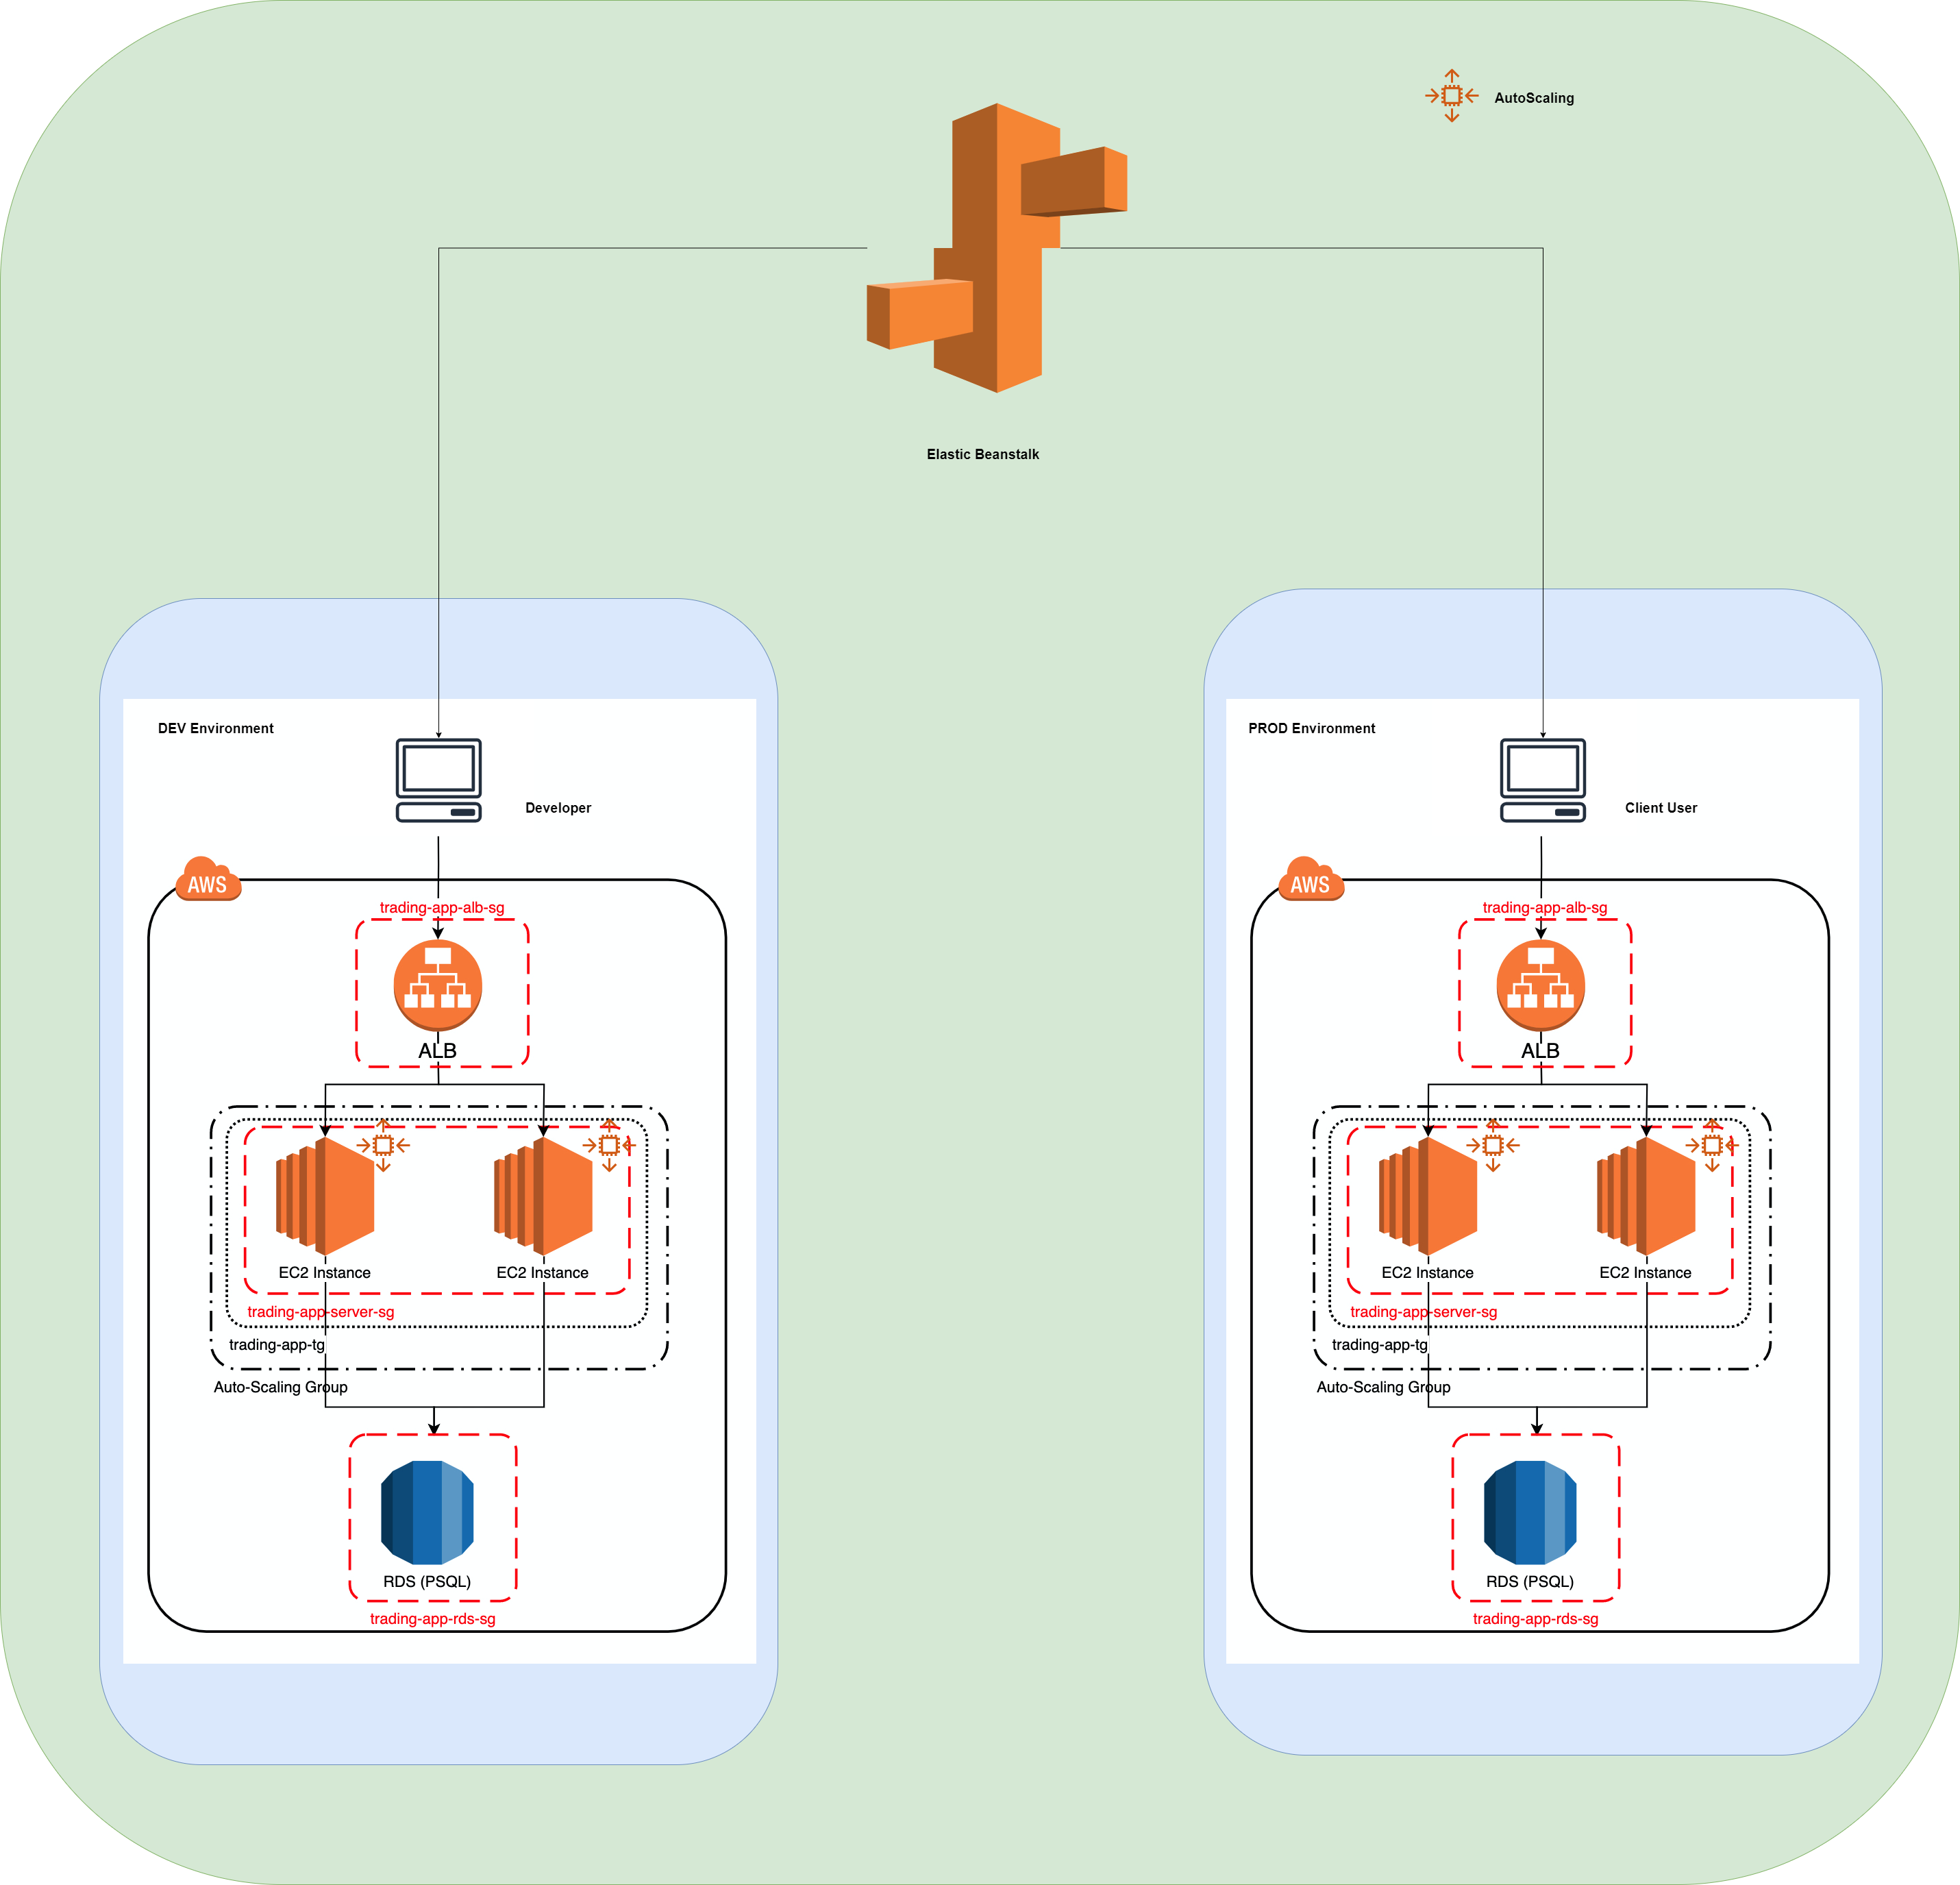 AutoScaling
Elastic Beanstalk
DEV Environment
Developer
AWS
trading-app-alb-sg
ALB
EC2 Instance
EC2 Instance
trading-app-server-sg
trading-app-tg
Auto-Scaling Group
RDS (PSQL)
trading-app-rds-sg
PROD Environment
Client User
AWS
trading-app-alb-sg
ALB
EC2 Instance
EC2 Instance
trading-app-server-sg
trading-app-tg
Auto-Scaling Group
RDS (PSQL)
trading-app-rds-sg